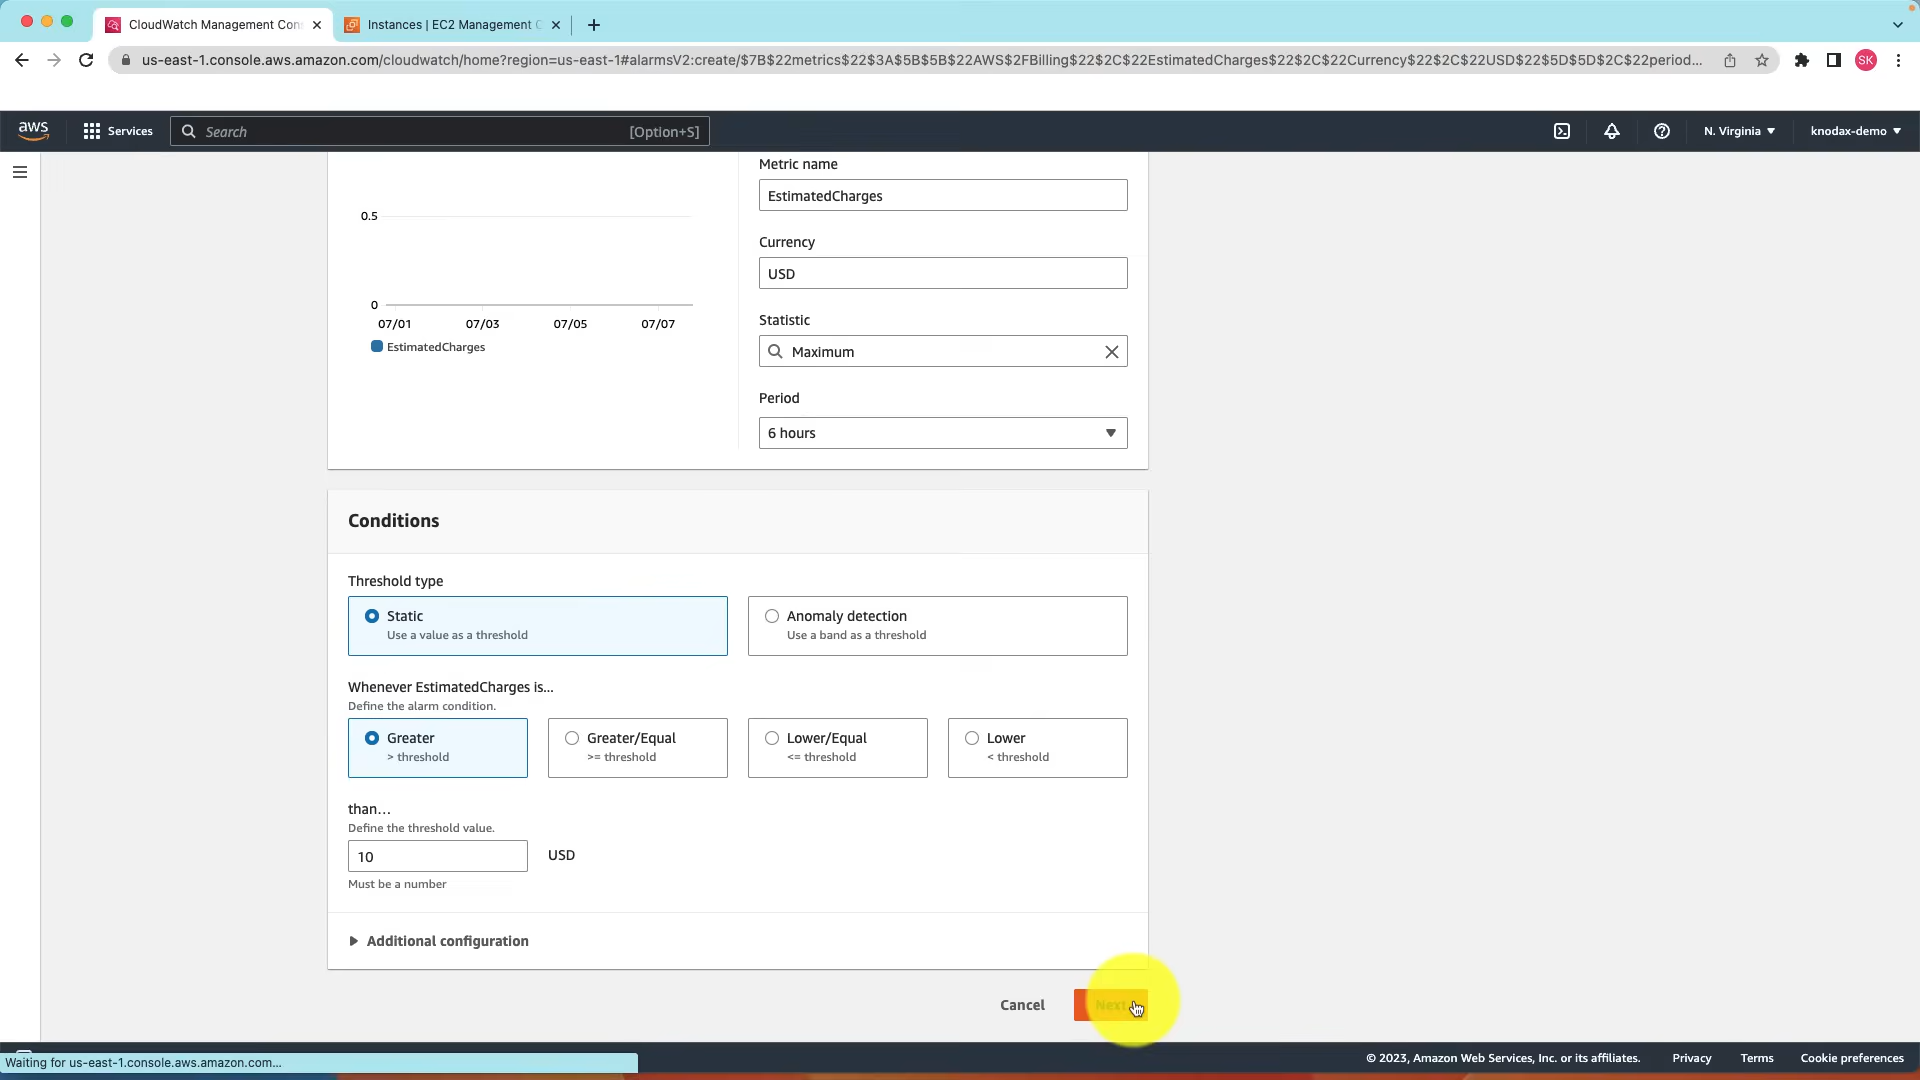 CloudWatch Management Con
Instances | EC2 Management C
us-east-1.console.aws.amazon.com/cloudwatch/home?region=us-east-1#alarmsV2:create/$7B$22metrics$22$3A$5B$5B$22AWS$2FBilling$22$2C$22EstimatedCharges$22$2C$22Currency$22$2C$22USD$22$5D$5D$2C$22period...
SK
aws
Services
Search
[Option+S]
N. Virginia
knodax-demo
Metric name
EstimatedCharges
0.5
Currency
USD
0
07/01
07/03
07/05
07/07
EstimatedCharges
Statistic
Maximum
Period
6 hours
Conditions
Threshold type
Static
Use a value as a threshold
Anomaly detection
Use a band as a threshold
Whenever EstimatedCharges is...
Define the alarm condition.
Greater
> threshold
Greater/Equal
>= threshold
Lower/Equal
<= threshold
Lower
< threshold
than...
Define the threshold value.
10
USD
Must be a number
Additional configuration
Cancel
Next
Waiting for us-east-1.console.aws.amazon.com...
© 2023, Amazon Web Services, Inc. or its affiliates.
Privacy
Terms
Cookie preferences